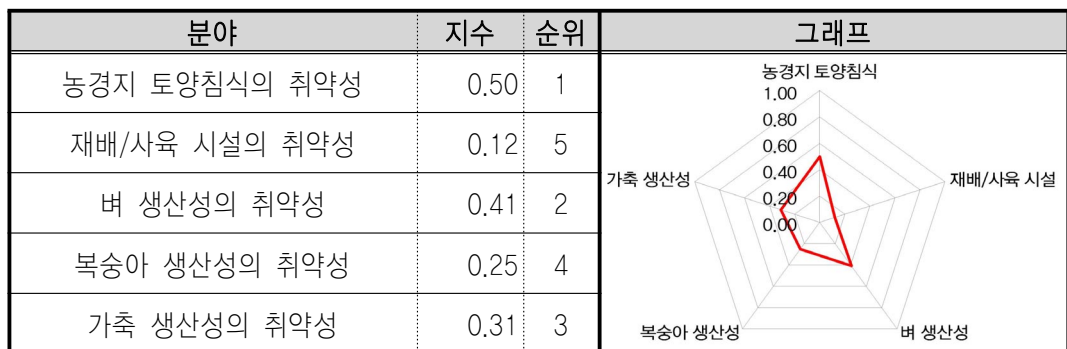 분야 지수 순위 그래프
농경지 토양침식의 취약성 0.50 1
재배/사육 시설의 취약성 0.12 5
벼 생산성의 취약성 0.41 2
복숭아 생산성의 취약성 0.25 4
가축 생산성의 취약성 0.31 3
농경지 토양침식
1.00
0.80
0.60
0.40
0.20
0.00
가축 생산성
재배/사육 시설
복숭아 생산성
벼 생산성